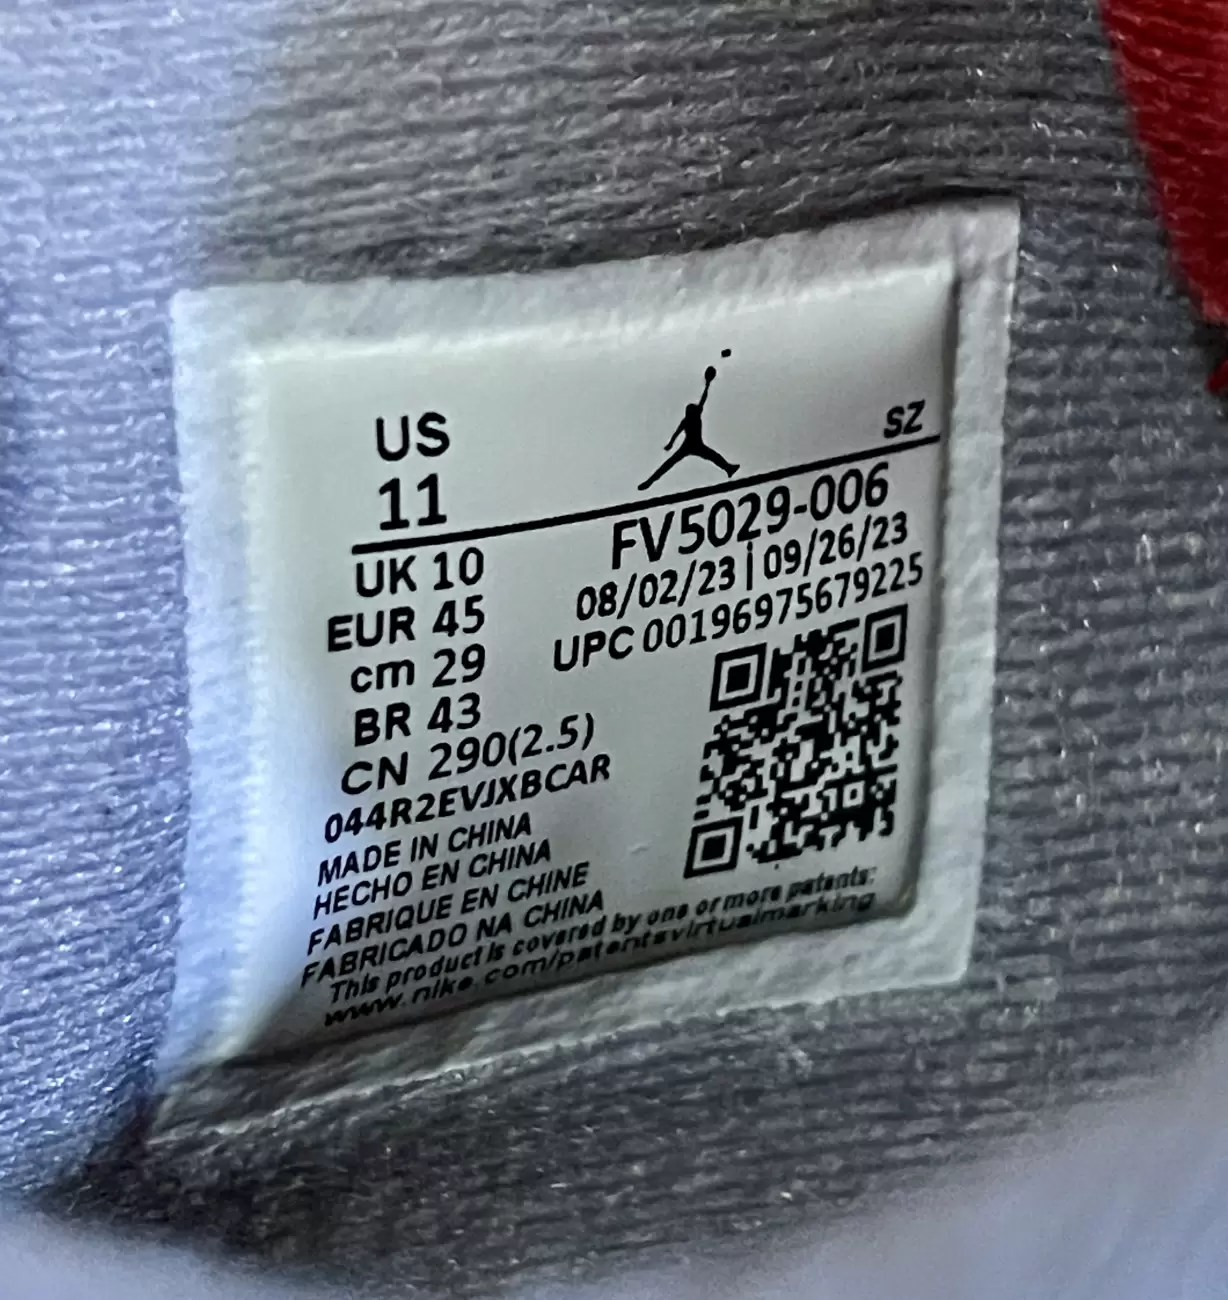 US
11
SZ
UK 10
EUR 45
cm 29
BR 43
CN 290(2.5)
FV5029-006
08/02/23 | 09/26/23
UPC 00196975679225
044R2EVJXBCAR
MADE IN CHINA
HECHO EN CHINA
FABRIQUE EN CHINE
FABRICADO NA CHINA
This product is covered by one or more patents:
www.nike.com/patentsvirtualmarking